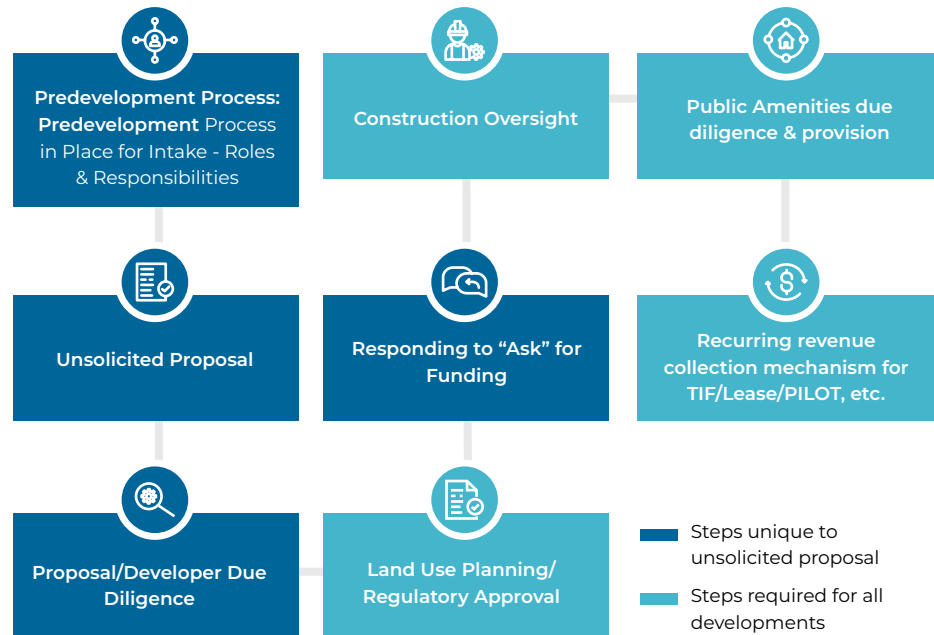 Predevelopment Process:
Predevelopment Process
in Place for Intake - Roles
& Responsibilities
Unsolicited Proposal
Proposal/Developer Due
Diligence
Land Use Planning/
Regulatory Approval
Responding to “Ask” for
Funding
Construction Oversight
Public Amenities due
diligence & provision
Recurring revenue
collection mechanism for
TIF/Lease/PILOT, etc.
Steps unique to
unsolicited proposal
Steps required for all
developments